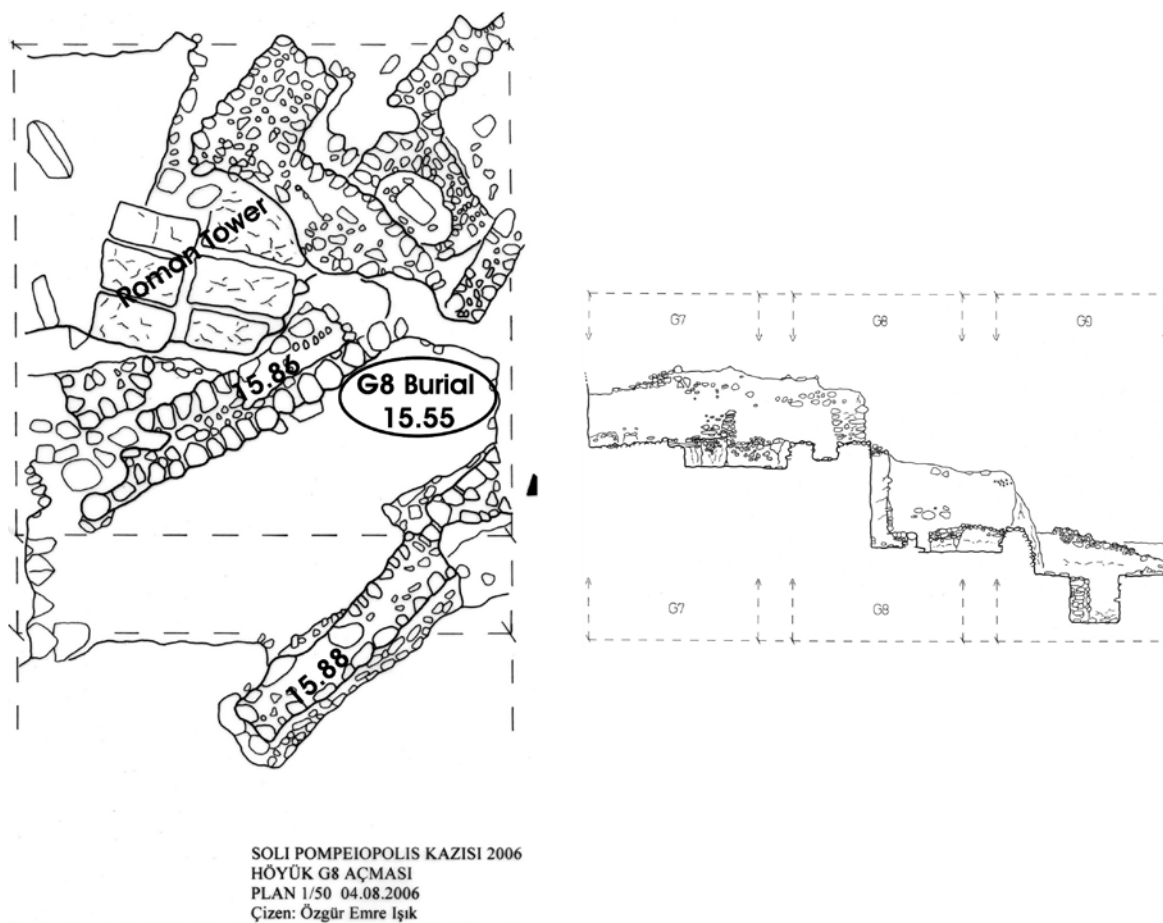 Roman Tower
15.86
G8 Burial
15.55
15.88
SOLI POMPEIOPOLIS KAZISI 2006
HÖYÜK G8 AÇMASI
PLAN 1/50 04.08.2006
Çizen: Özgür Emre Işık
G7 G8 G9
G7 G8